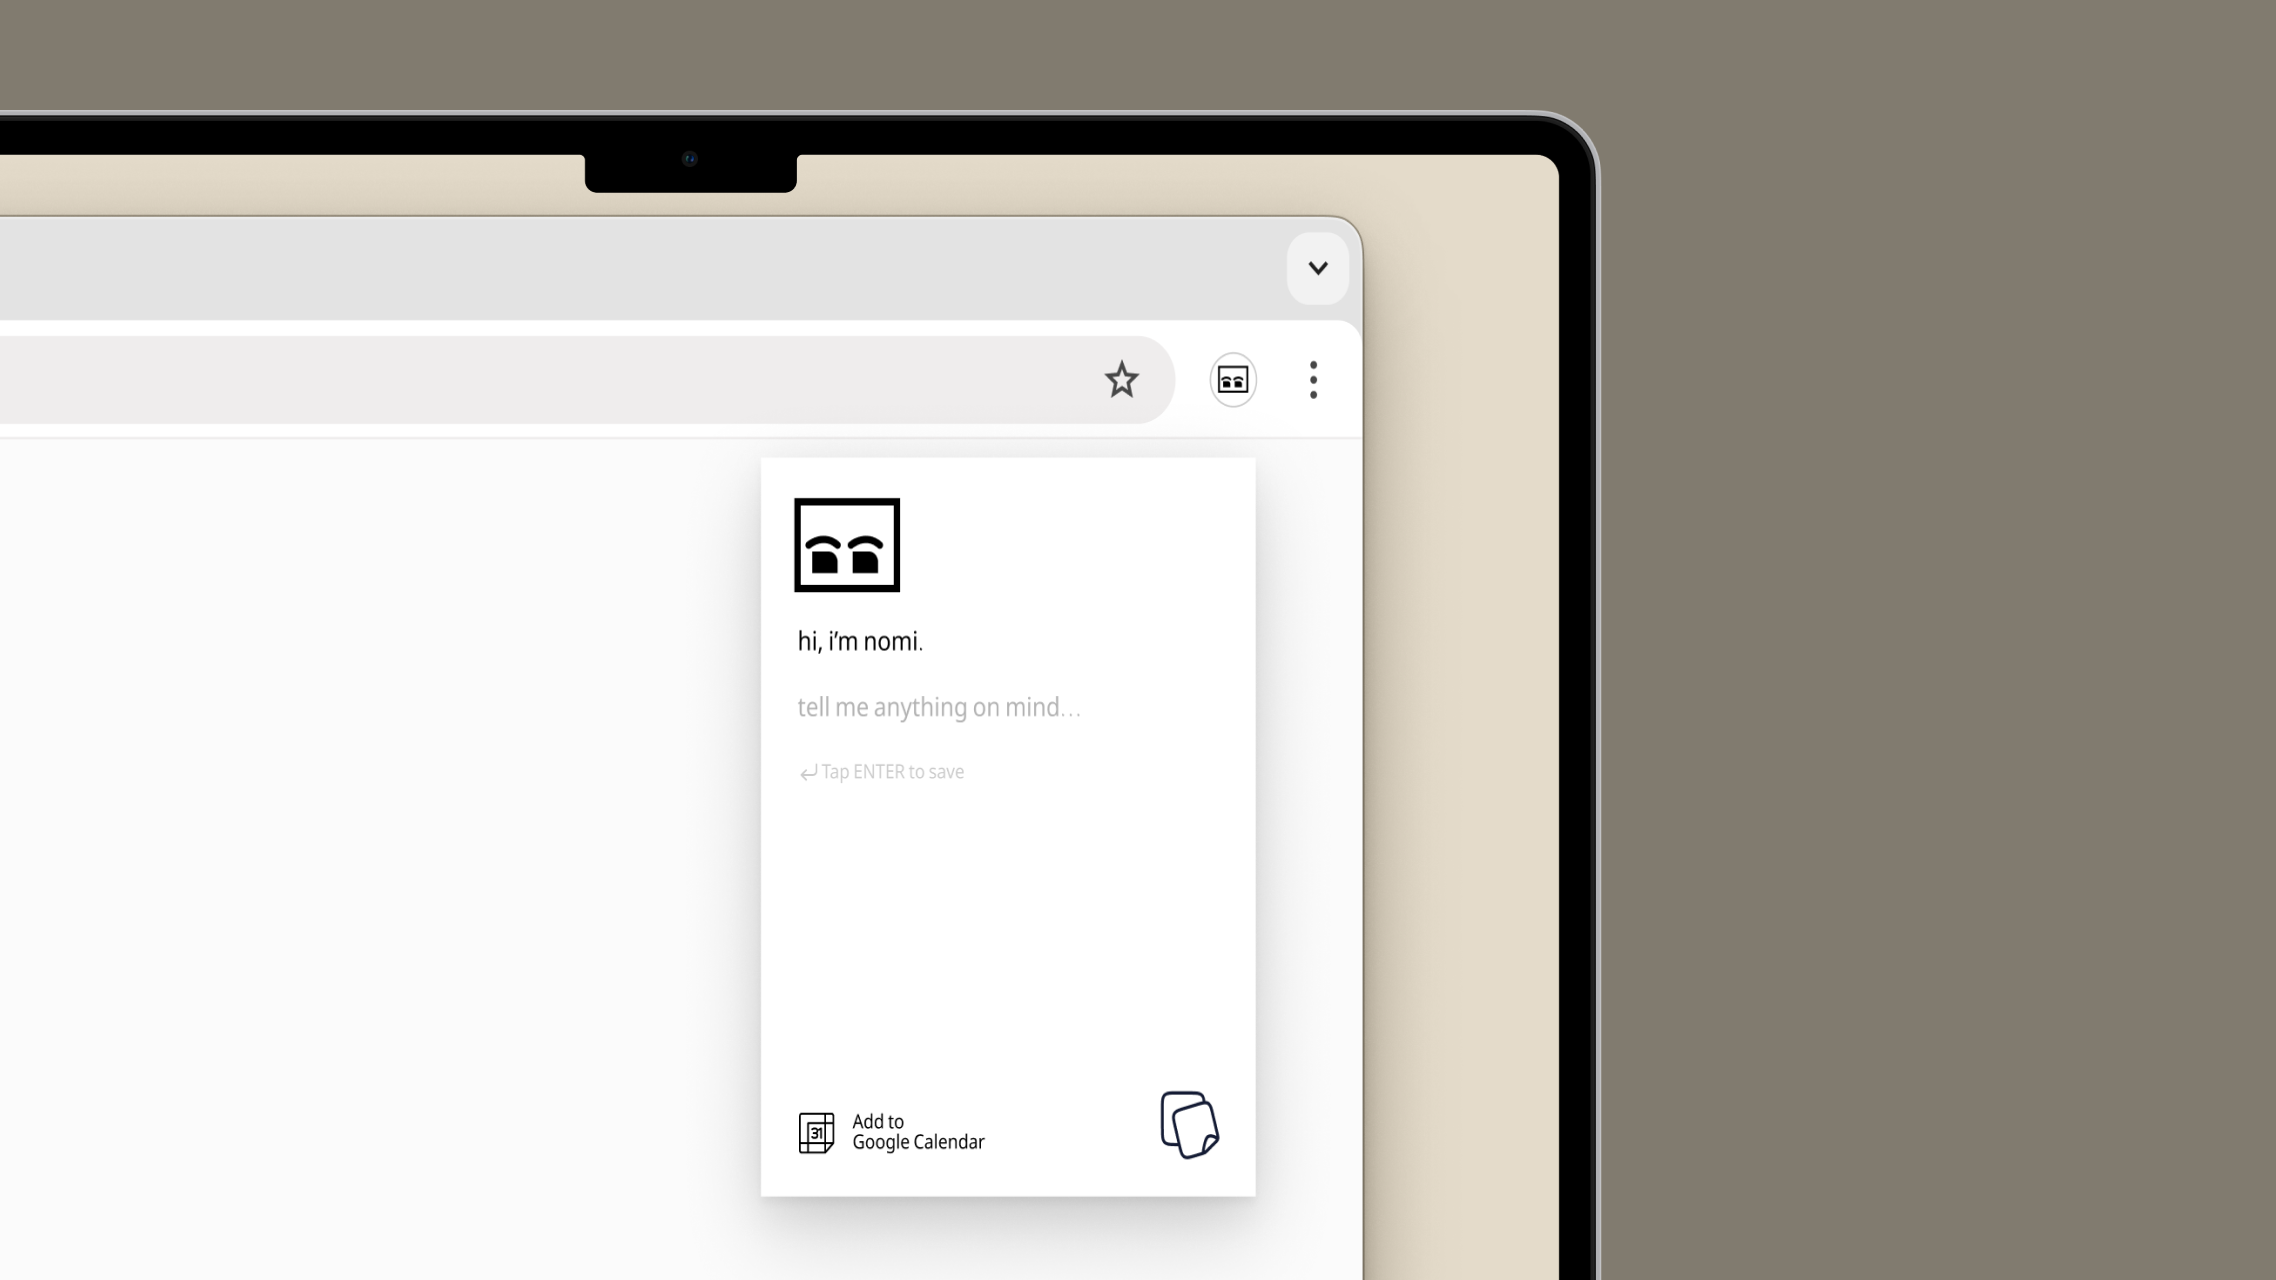 hi, i'm nomi.
tell me anything on mind...
Tap ENTER to save
31
Add to
Google Calendar